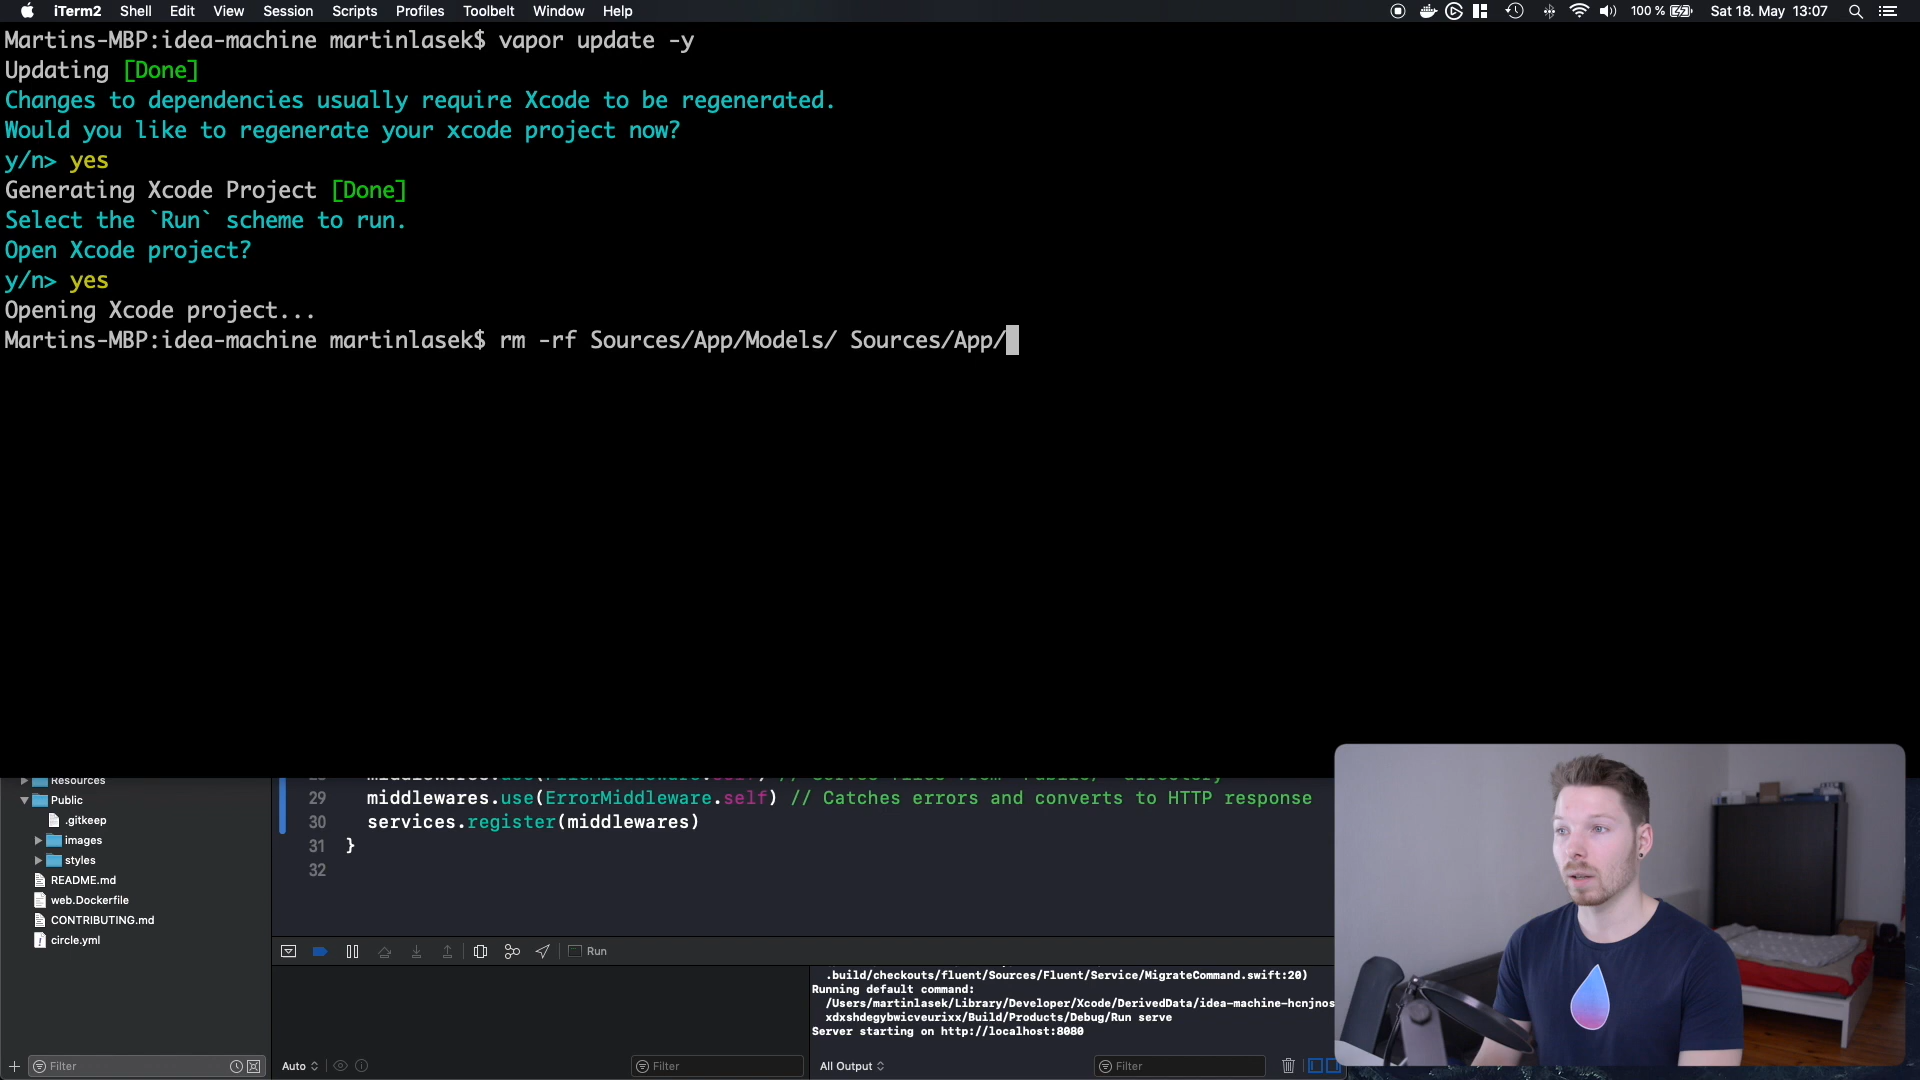 iTerm2 Shell Edit View Session Scripts Profiles Toolbelt Window Help 100 % Sat 18. May 13:07
Martins-MBP:idea-machine martinlasek$ vapor update -y
Updating [Done]
Changes to dependencies usually require Xcode to be regenerated.
Would you like to regenerate your xcode project now?
y/n> yes
Generating Xcode Project [Done]
Select the `Run` scheme to run.
Open Xcode project?
y/n> yes
Opening Xcode project...
Martins-MBP:idea-machine martinlasek$ rm -rf Sources/App/Models/ Sources/App/
Resources
Public
.gitkeep
images
styles
README.md
web.Dockerfile
CONTRIBUTING.md
circle.yml
29 middlewares.use(ErrorMiddleware.self) // Catches errors and converts to HTTP response
30 services.register(middlewares)
31 }
32
Run
.build/checkouts/fluent/Sources/Fluent/Service/MigrateCommand.swift:20)
Running default command:
/Users/martinlasek/Library/Developer/Xcode/DerivedData/idea-machine-hcnjnos
xdxshdegybwicveurixx/Build/Products/Debug/Run serve
Server starting on http://localhost:8080
Filter Auto Filter All Output Filter